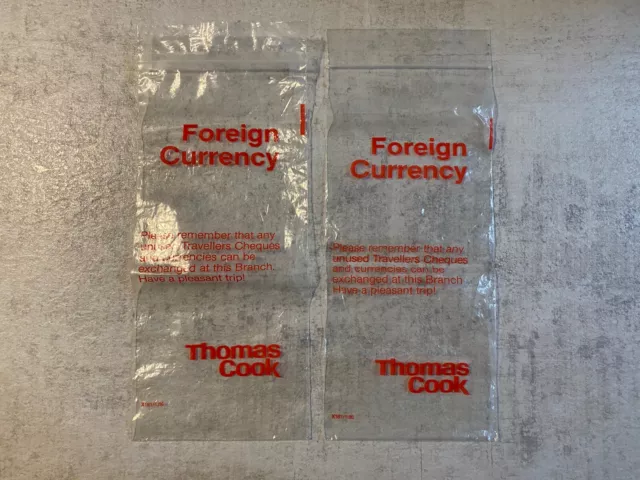 Foreign
Currency
Please remember that any
unused Travellers Cheques
and currencies can be
exchanged at this Branch
Have a pleasant trip!
Thomas
Cook
Foreign
Currency
Please remember that any
unused Travellers Cheques
and currencies can be
exchanged at this Branch
Have a pleasant trip!
Thomas
Cook